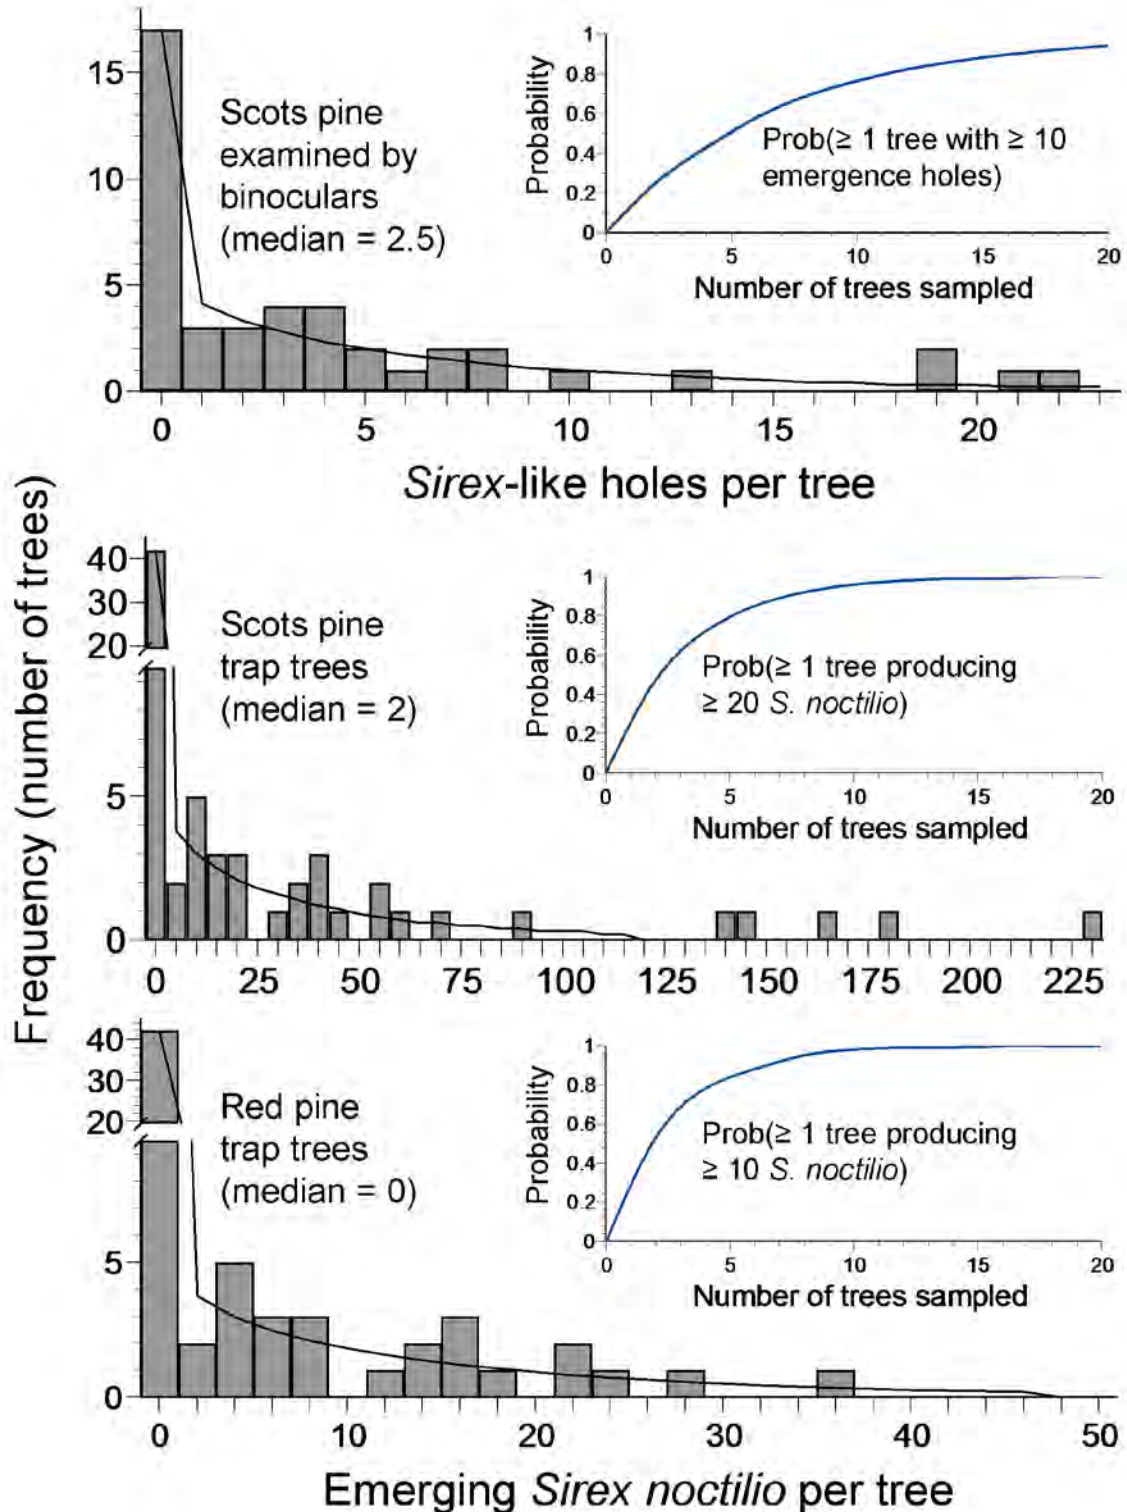 15
10
5
0
Scots pine
examined by
binoculars
(median = 2.5)
1
0.8
0.6
0.4
0.2
0
Probability
Prob(≥ 1 tree with ≥ 10
emergence holes)
0 5 10 15 20
Number of trees sampled
0 5 10 15 20
Sirex-like holes per tree
Frequency (number of trees)
40
30
20
5
0
Scots pine
trap trees
(median = 2)
1
0.8
0.6
0.4
0.2
0
Probability
Prob(≥ 1 tree producing
≥ 20 S. noctilio)
0 5 10 15 20
Number of trees sampled
0 25 50 75 100 125 150 175 200 225
40
30
20
5
0
Red pine
trap trees
(median = 0)
1
0.8
0.6
0.4
0.2
0
Probability
Prob(≥ 1 tree producing
≥ 10 S. noctilio)
0 5 10 15 20
Number of trees sampled
0 10 20 30 40 50
Emerging Sirex noctilio per tree